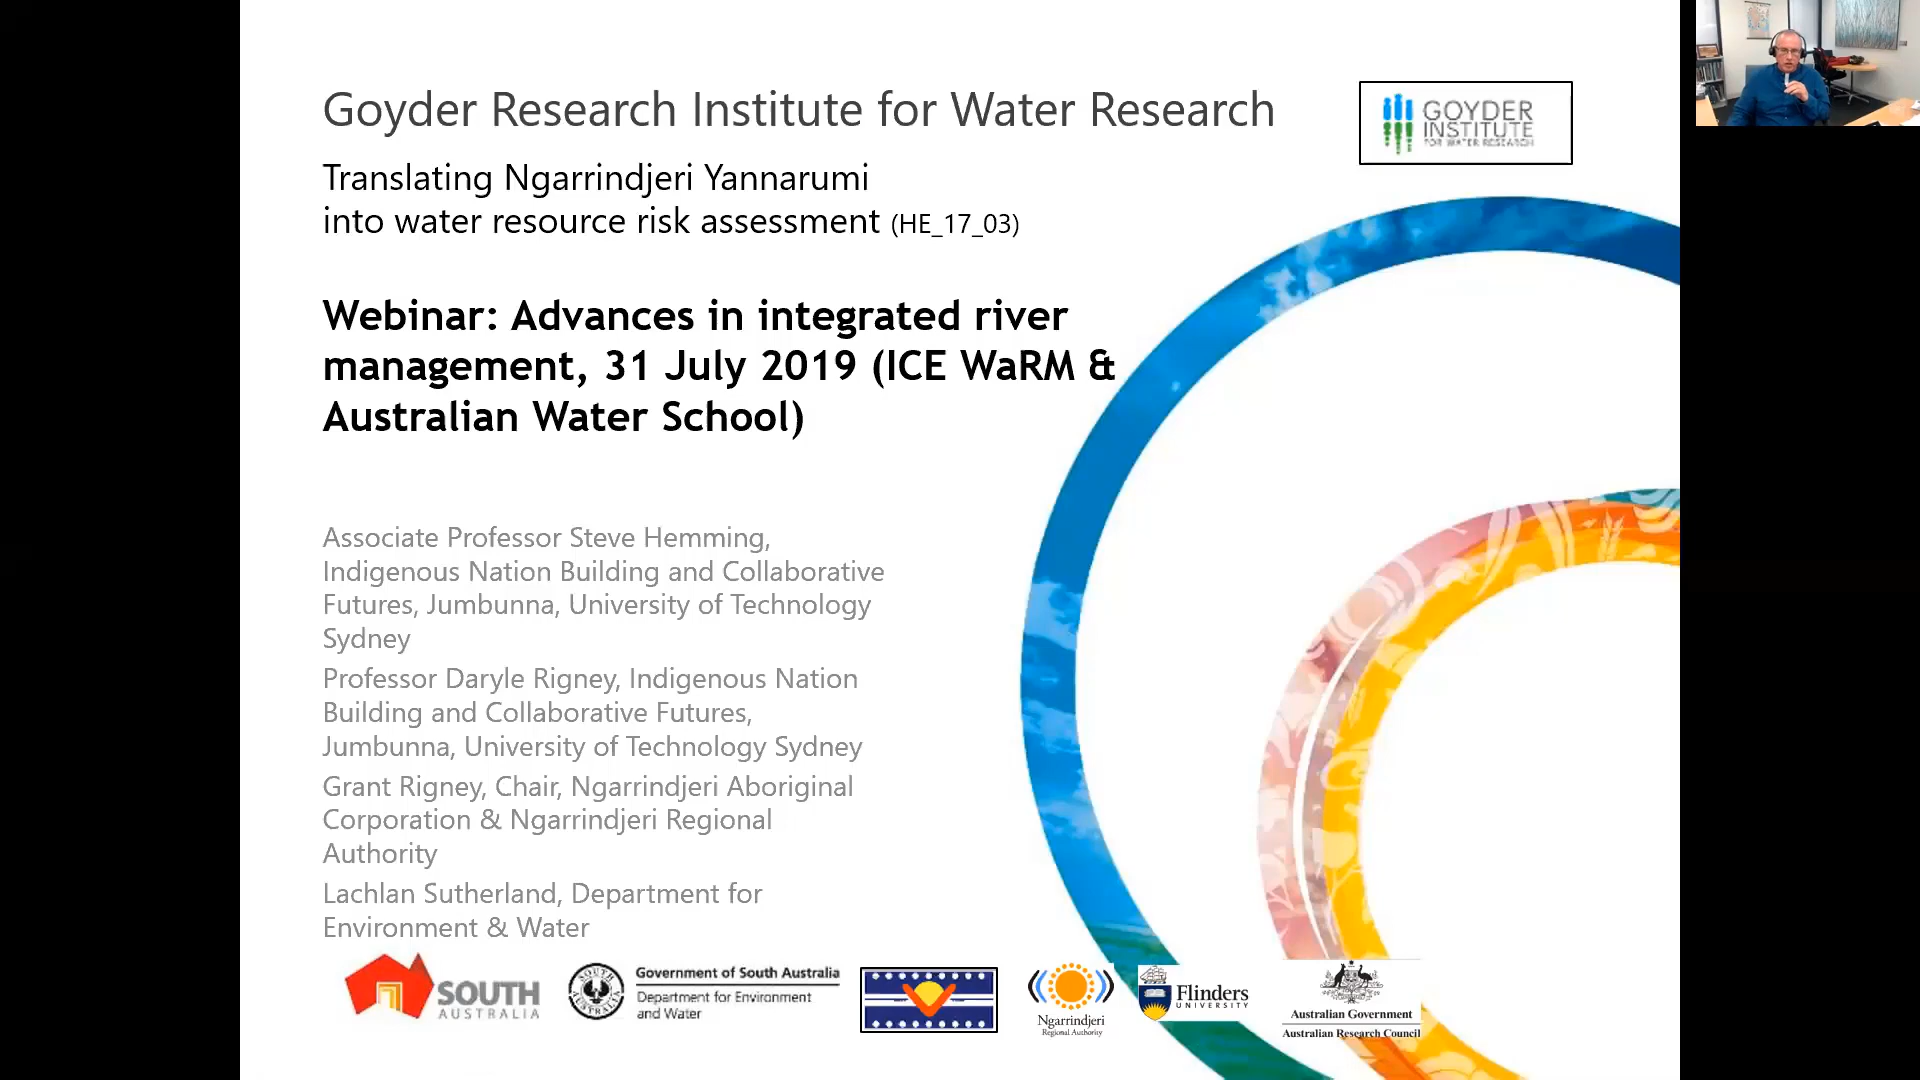 Goyder Research Institute for Water Research
GOYDER
INSTITUTE
FOR WATER RESEARCH
Translating Ngarrindjeri Yannarumi
into water resource risk assessment (HE_17_03)
Webinar: Advances in integrated river
management, 31 July 2019 (ICE WaRM &
Australian Water School)
Associate Professor Steve Hemming,
Indigenous Nation Building and Collaborative
Futures, Jumbunna, University of Technology
Sydney
Professor Daryle Rigney, Indigenous Nation
Building and Collaborative Futures,
Jumbunna, University of Technology Sydney
Grant Rigney, Chair, Ngarrindjeri Aboriginal
Corporation & Ngarrindjeri Regional
Authority
Lachlan Sutherland, Department for
Environment & Water
SOUTH
AUSTRALIA
SOUTH AUSTRALIA
Government of South Australia
Department for Environment
and Water
Ngarrindjeri
Regional Authority
Flinders
UNIVERSITY
Australian Government
Australian Research Council